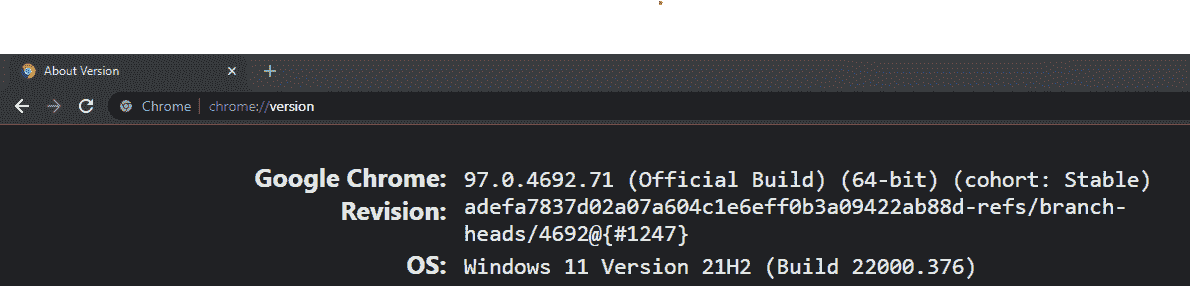 About Version
Chrome | chrome://version
Google Chrome: 97.0.4692.71 (Official Build) (64-bit) (cohort: Stable)
Revision: adefa7837d02a07a604c1e6eff0b3a09422ab88d-refs/branch-
heads/4692@{#1247}
OS: Windows 11 Version 21H2 (Build 22000.376)